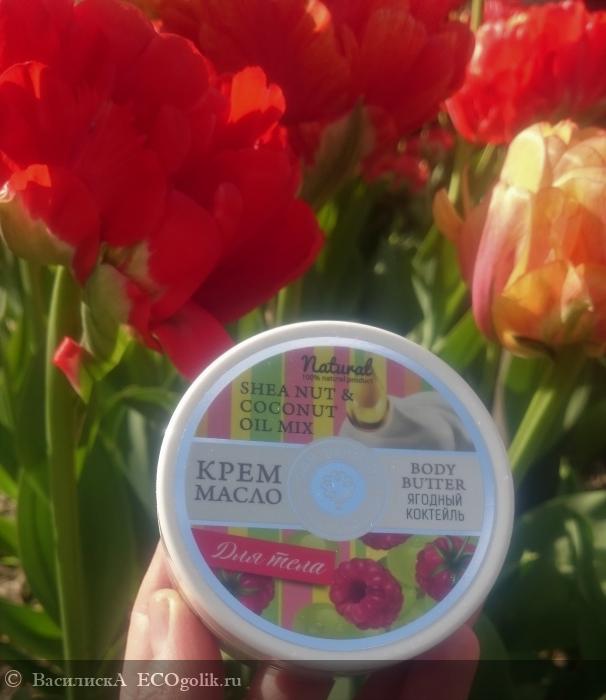 Natural
100% natural product
SHEA NUT &
COCONUT
OIL MIX
КРЕМ
МАСЛО
BODY
BUTTER
ЯГОДНЫЙ
КОКТЕЙЛЬ
Для тела
© ВасилискА ECOgolik.ru